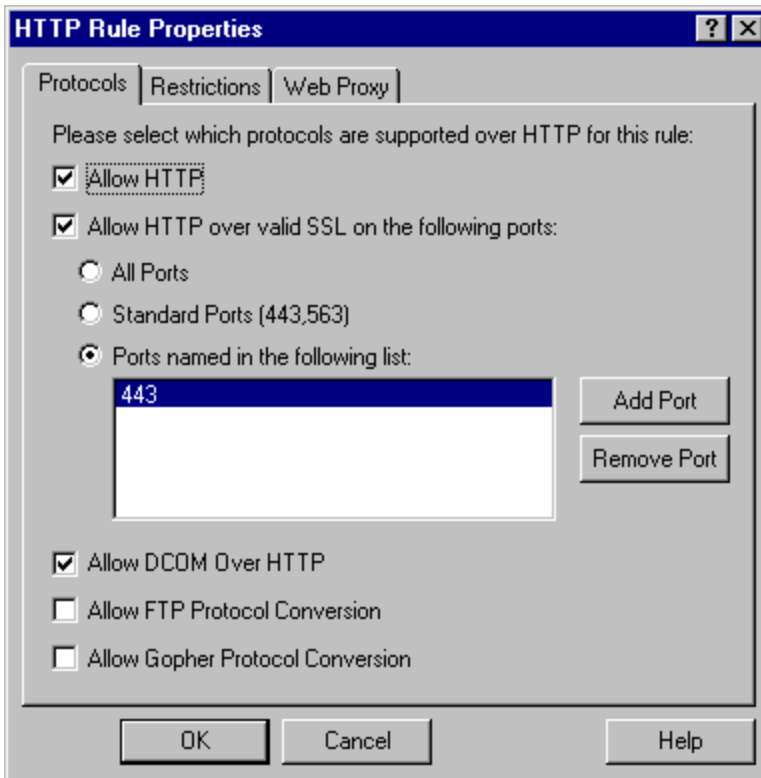 HTTP Rule Properties
Protocols Restrictions Web Proxy
Please select which protocols are supported over HTTP for this rule:
Allow HTTP
Allow HTTP over valid SSL on the following ports:
All Ports
Standard Ports (443,563)
Ports named in the following list:
443
Add Port
Remove Port
Allow DCOM Over HTTP
Allow FTP Protocol Conversion
Allow Gopher Protocol Conversion
OK Cancel Help